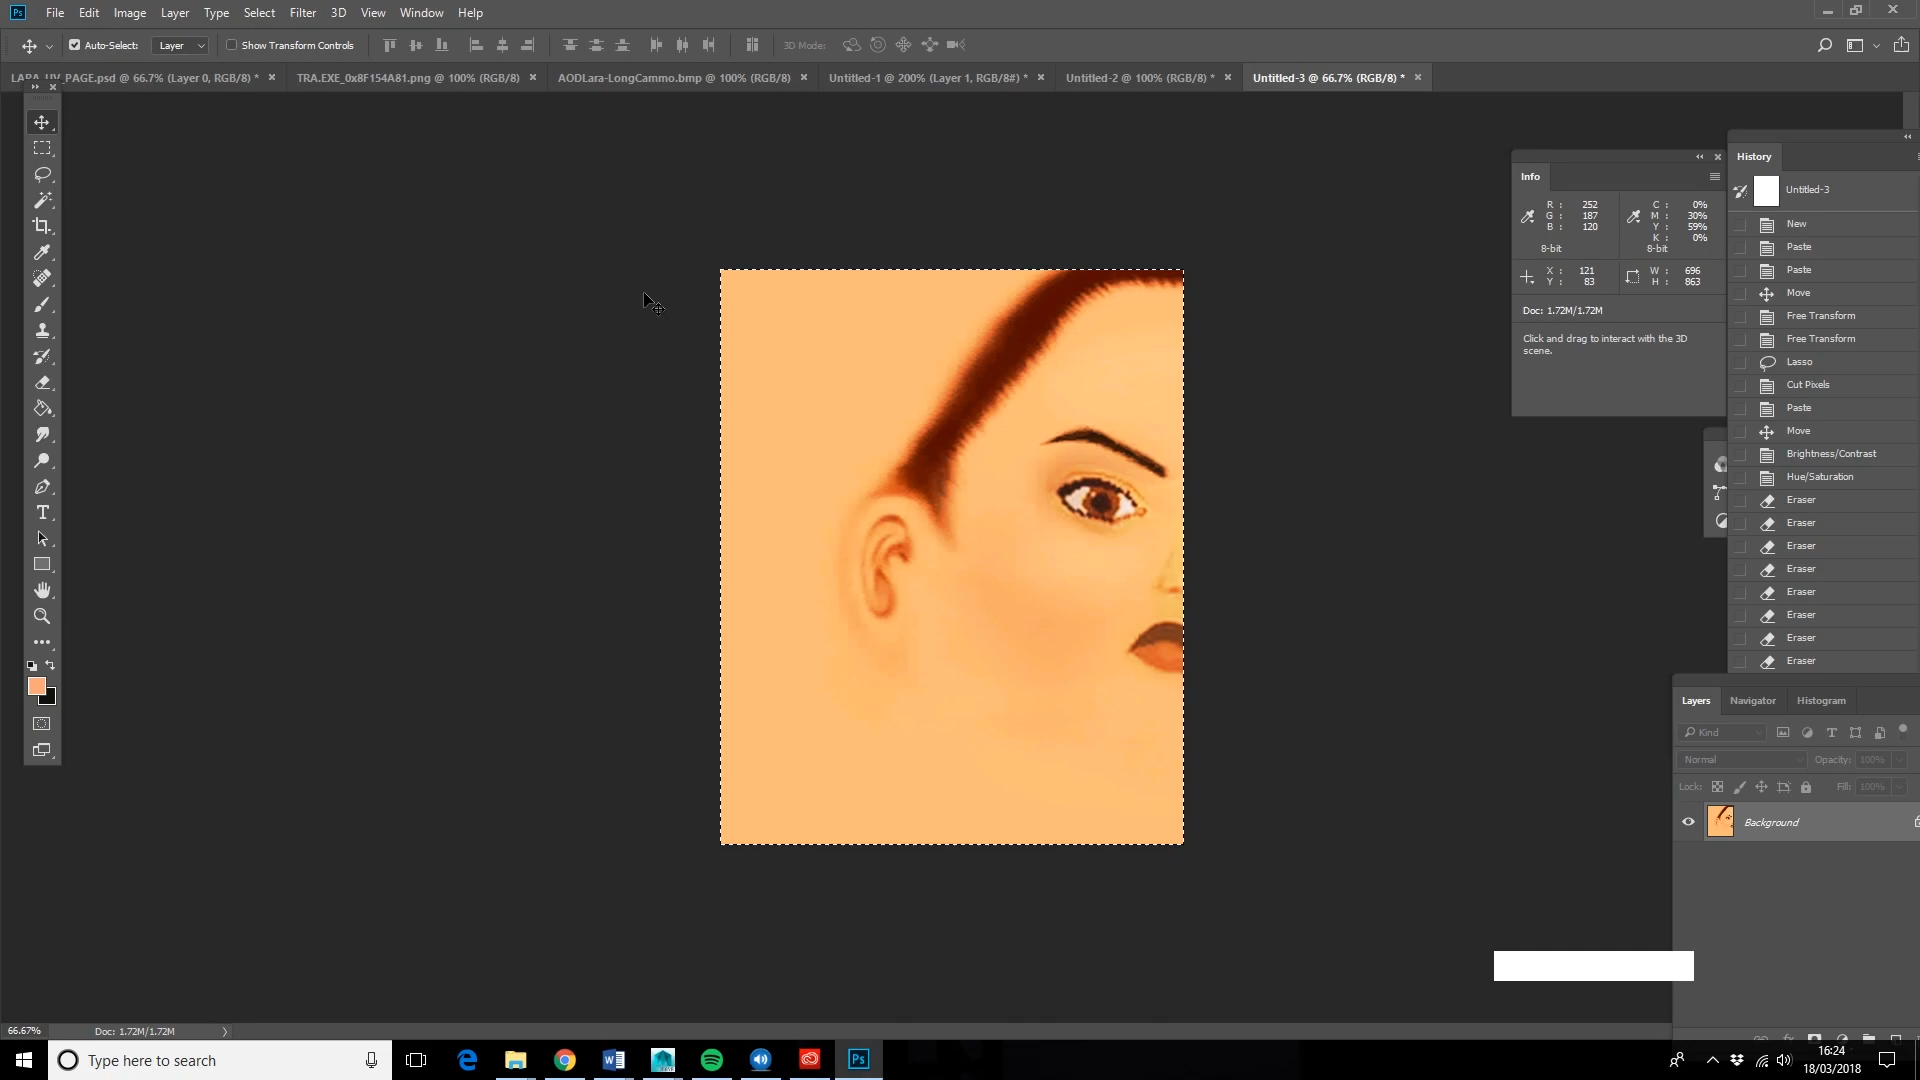 Ps File Edit Image Layer Type Select Filter 3D View Window Help
Auto-Select: Layer Show Transform Controls 3D Mode:
LARA_UV_PAGE.psd @ 66.7% (Layer 0, RGB/8) * TRA.EXE_0x8F154A81.png @ 100% (RGB/8) AODLara-LongCammo.bmp @ 100% (RGB/8) Untitled-1 @ 200% (Layer 1, RGB/8#) * Untitled-2 @ 100% (RGB/8) * Untitled-3 @ 66.7% (RGB/8) *
Info
R : 252 C : 0%
G : 187 M : 30%
B : 120 Y : 59%
K : 0%
8-bit 8-bit
X : 121 W : 696
Y : 83 H : 863
Doc: 1.72M/1.72M
Click and drag to interact with the 3D
scene.
History
Untitled-3
New
Paste
Paste
Move
Free Transform
Free Transform
Lasso
Cut Pixels
Paste
Move
Brightness/Contrast
Hue/Saturation
Eraser
Eraser
Eraser
Eraser
Eraser
Eraser
Eraser
Eraser
Layers Navigator Histogram
Kind
Normal Opacity: 100%
Lock: Fill: 100%
Background
66.67% Doc: 1.72M/1.72M
Type here to search
Ps
16:24
18/03/2018